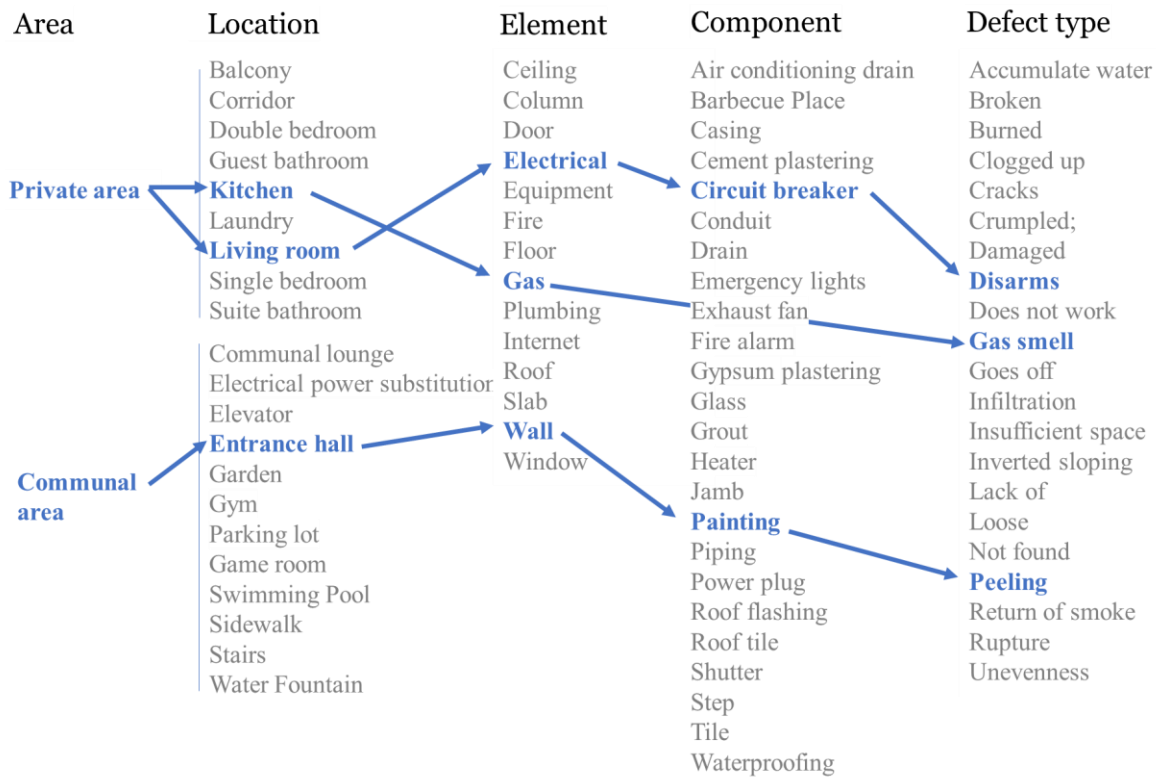 Area
Private area
Communal
area
Location
Balcony
Corridor
Double bedroom
Guest bathroom
Kitchen
Laundry
Living room
Single bedroom
Suite bathroom
Communal lounge
Electrical power substitution
Elevator
Entrance hall
Garden
Gym
Parking lot
Game room
Swimming Pool
Sidewalk
Stairs
Water Fountain
Element
Ceiling
Column
Door
Electrical
Equipment
Fire
Floor
Gas
Plumbing
Internet
Roof
Slab
Wall
Window
Component
Air conditioning drain
Barbecue Place
Casing
Cement plastering
Circuit breaker
Conduit
Drain
Emergency lights
Exhaust fan
Fire alarm
Gypsum plastering
Glass
Grout
Heater
Jamb
Painting
Piping
Power plug
Roof flashing
Roof tile
Shutter
Step
Tile
Waterproofing
Defect type
Accumulate water
Broken
Burned
Clogged up
Cracks
Crumpled;
Damaged
Disarms
Does not work
Gas smell
Goes off
Infiltration
Insufficient space
Inverted sloping
Lack of
Loose
Not found
Peeling
Return of smoke
Rupture
Unevenness